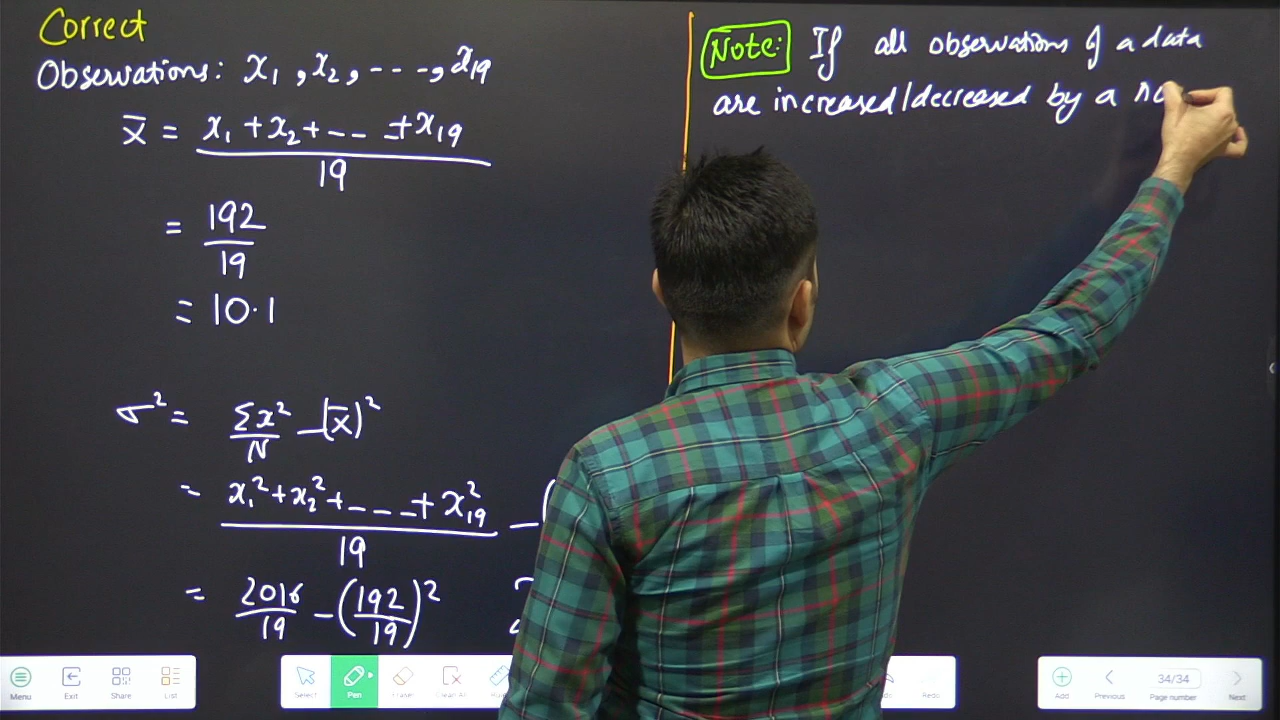 Correct
Observations: x₁, x₂, ----, x₁₉
x̄ = x₁ + x₂ + -- - + x₁₉
19
= 192
19
= 10.1
σ² = Σx² - (x̄)²
N
= x₁² + x₂² + - - - + x₁₉² - (
19
= 2016/19 - (192/19)²
Note: If all observations of a data
are increased/decreased by a no
Menu
Exit
Share
List
Select
Pen
Eraser
Clear All
Redo
Add
Previous
34/34
Page number
Next